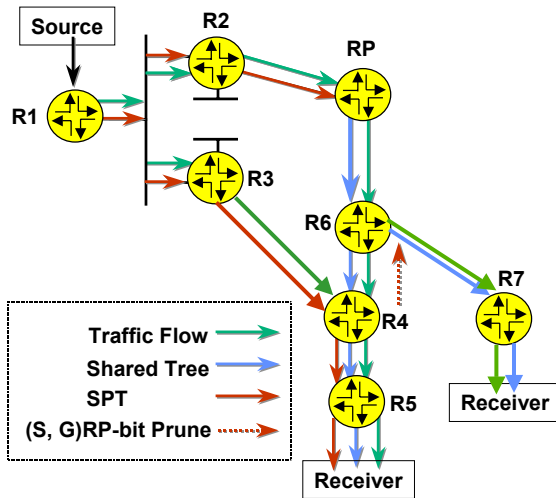 Source
R2
RP
R1
R3
R6
R7
R4
Traffic Flow
Shared Tree
SPT
(S, G)RP-bit Prune
R5
Receiver
Receiver